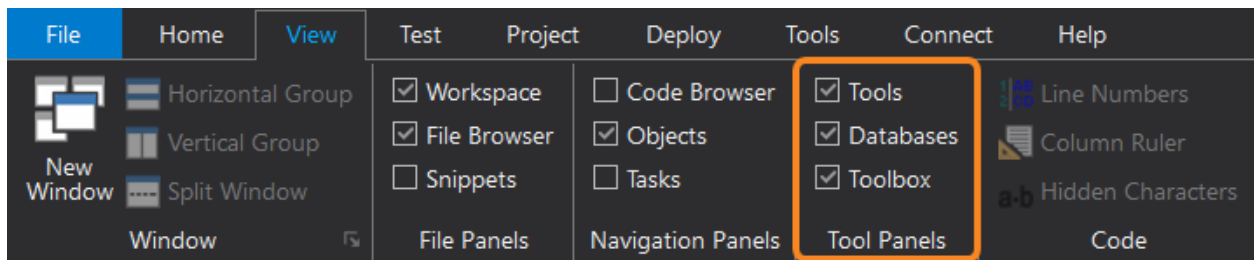 File Home View Test Project Deploy Tools Connect Help
New Window
Horizontal Group
Vertical Group
Split Window
Window
Workspace
File Browser
Snippets
File Panels
Code Browser
Objects
Tasks
Navigation Panels
Tools
Databases
Toolbox
Tool Panels
Line Numbers
Column Ruler
a-b Hidden Characters
Code